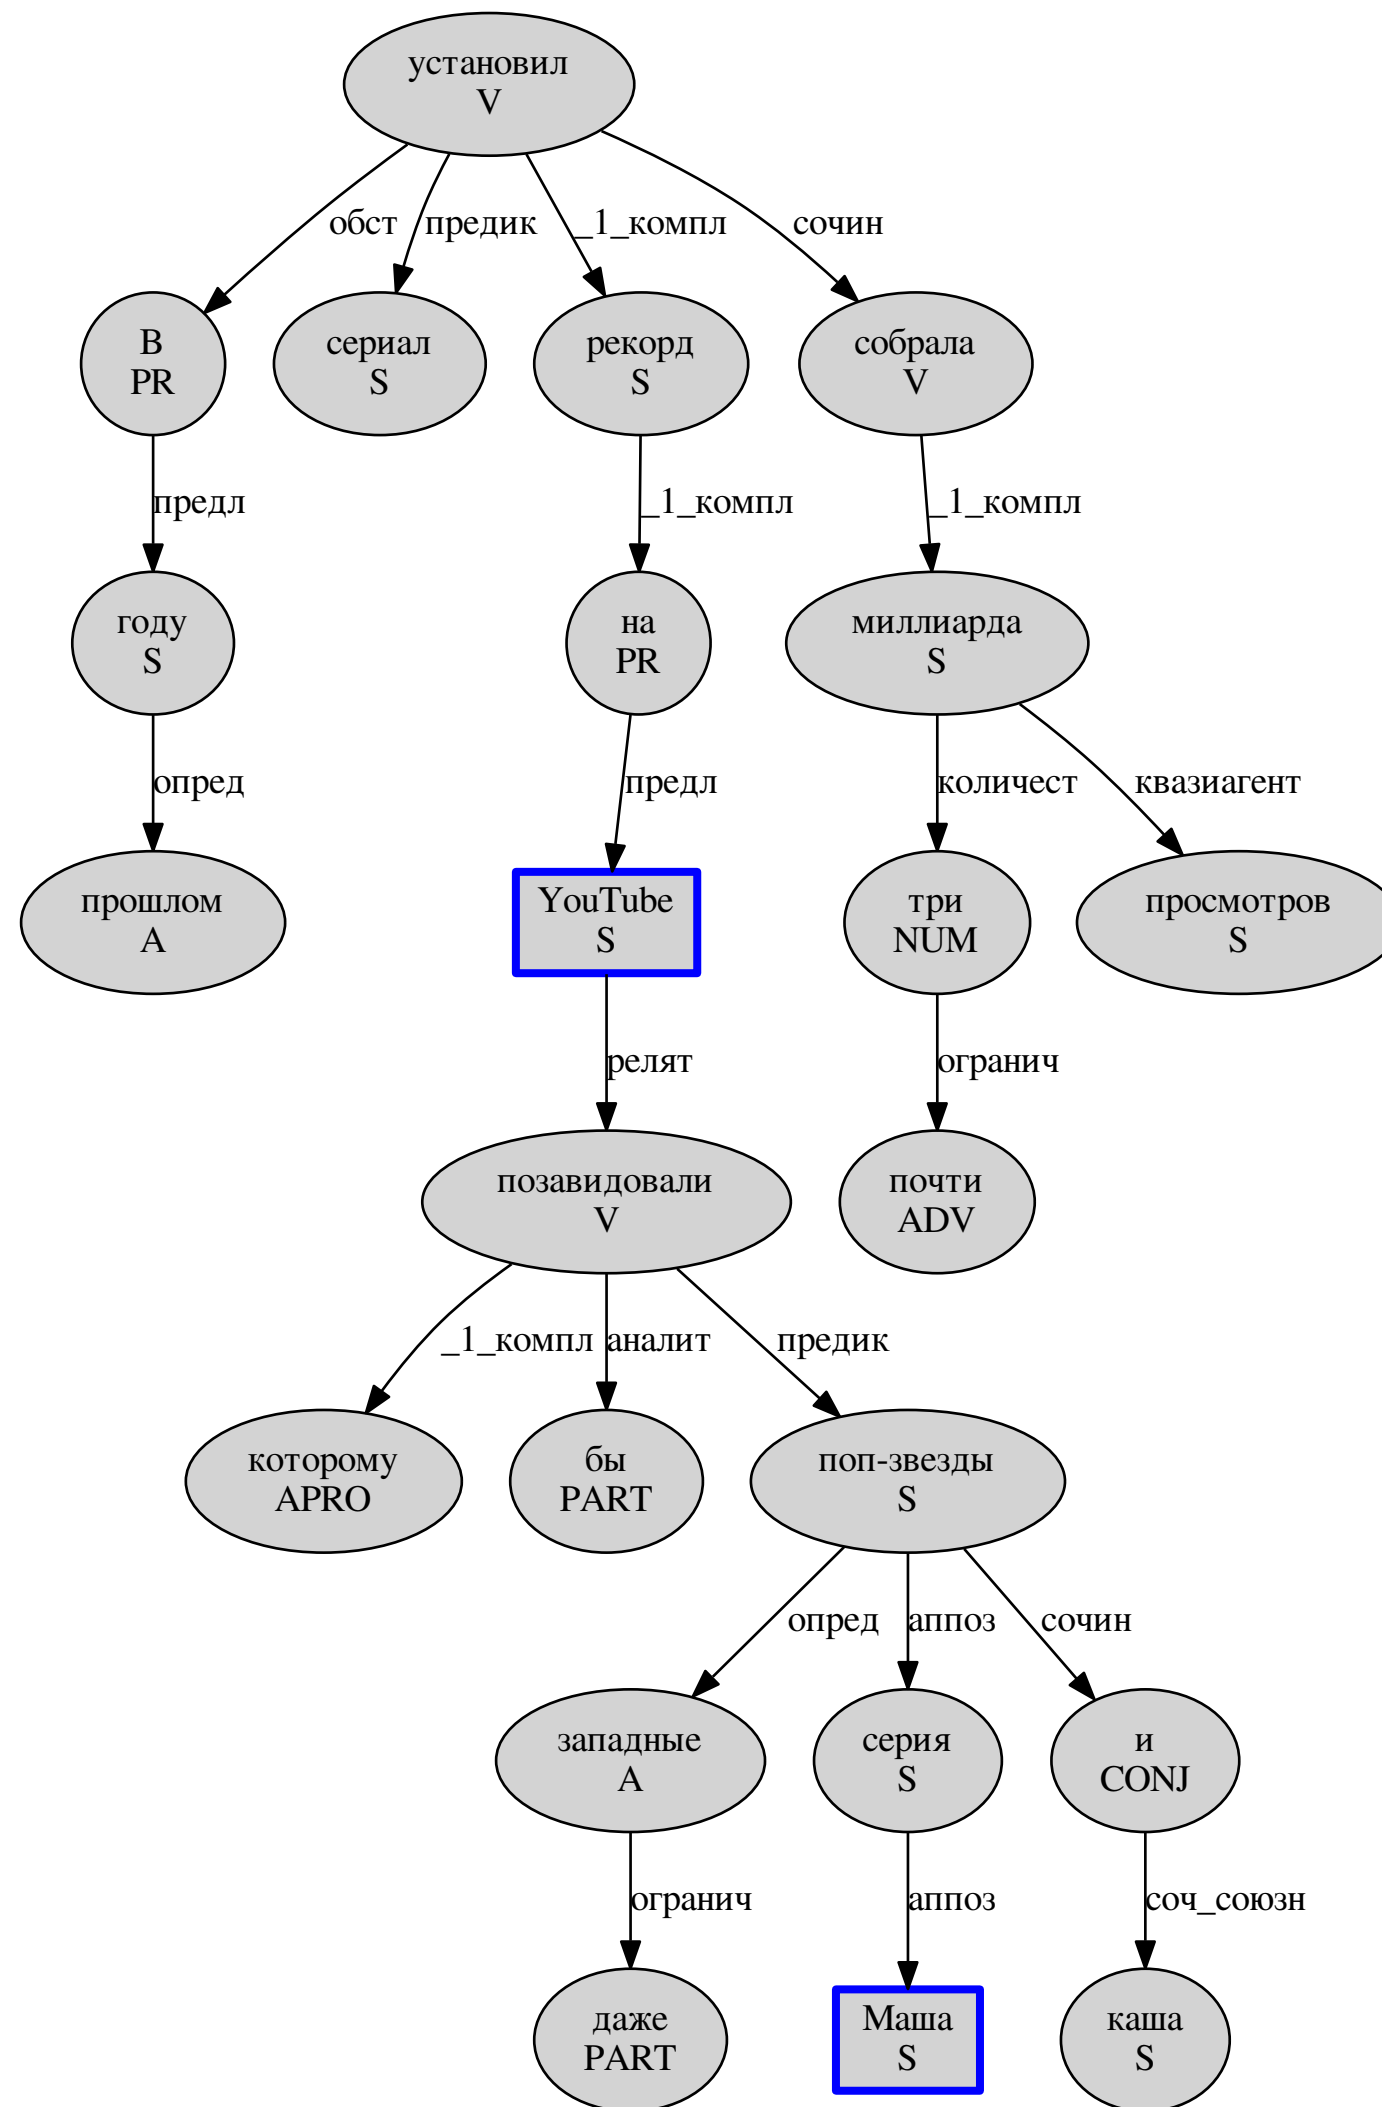 установил
V
обст предик _1_компл сочин
В
PR
сериал
S
рекорд
S
собрала
V
предл _1_компл _1_компл
году
S
на
PR
миллиарда
S
опред предл количест квазиагент
прошлом
A
YouTube
S
три
NUM
просмотров
S
релят огранич
позавидовали
V
почти
ADV
_1_компл аналит предик
которому
APRO
бы
PART
поп-звезды
S
опред аппоз сочин
западные
A
серия
S
и
CONJ
огранич аппоз соч_союзн
даже
PART
Маша
S
каша
S